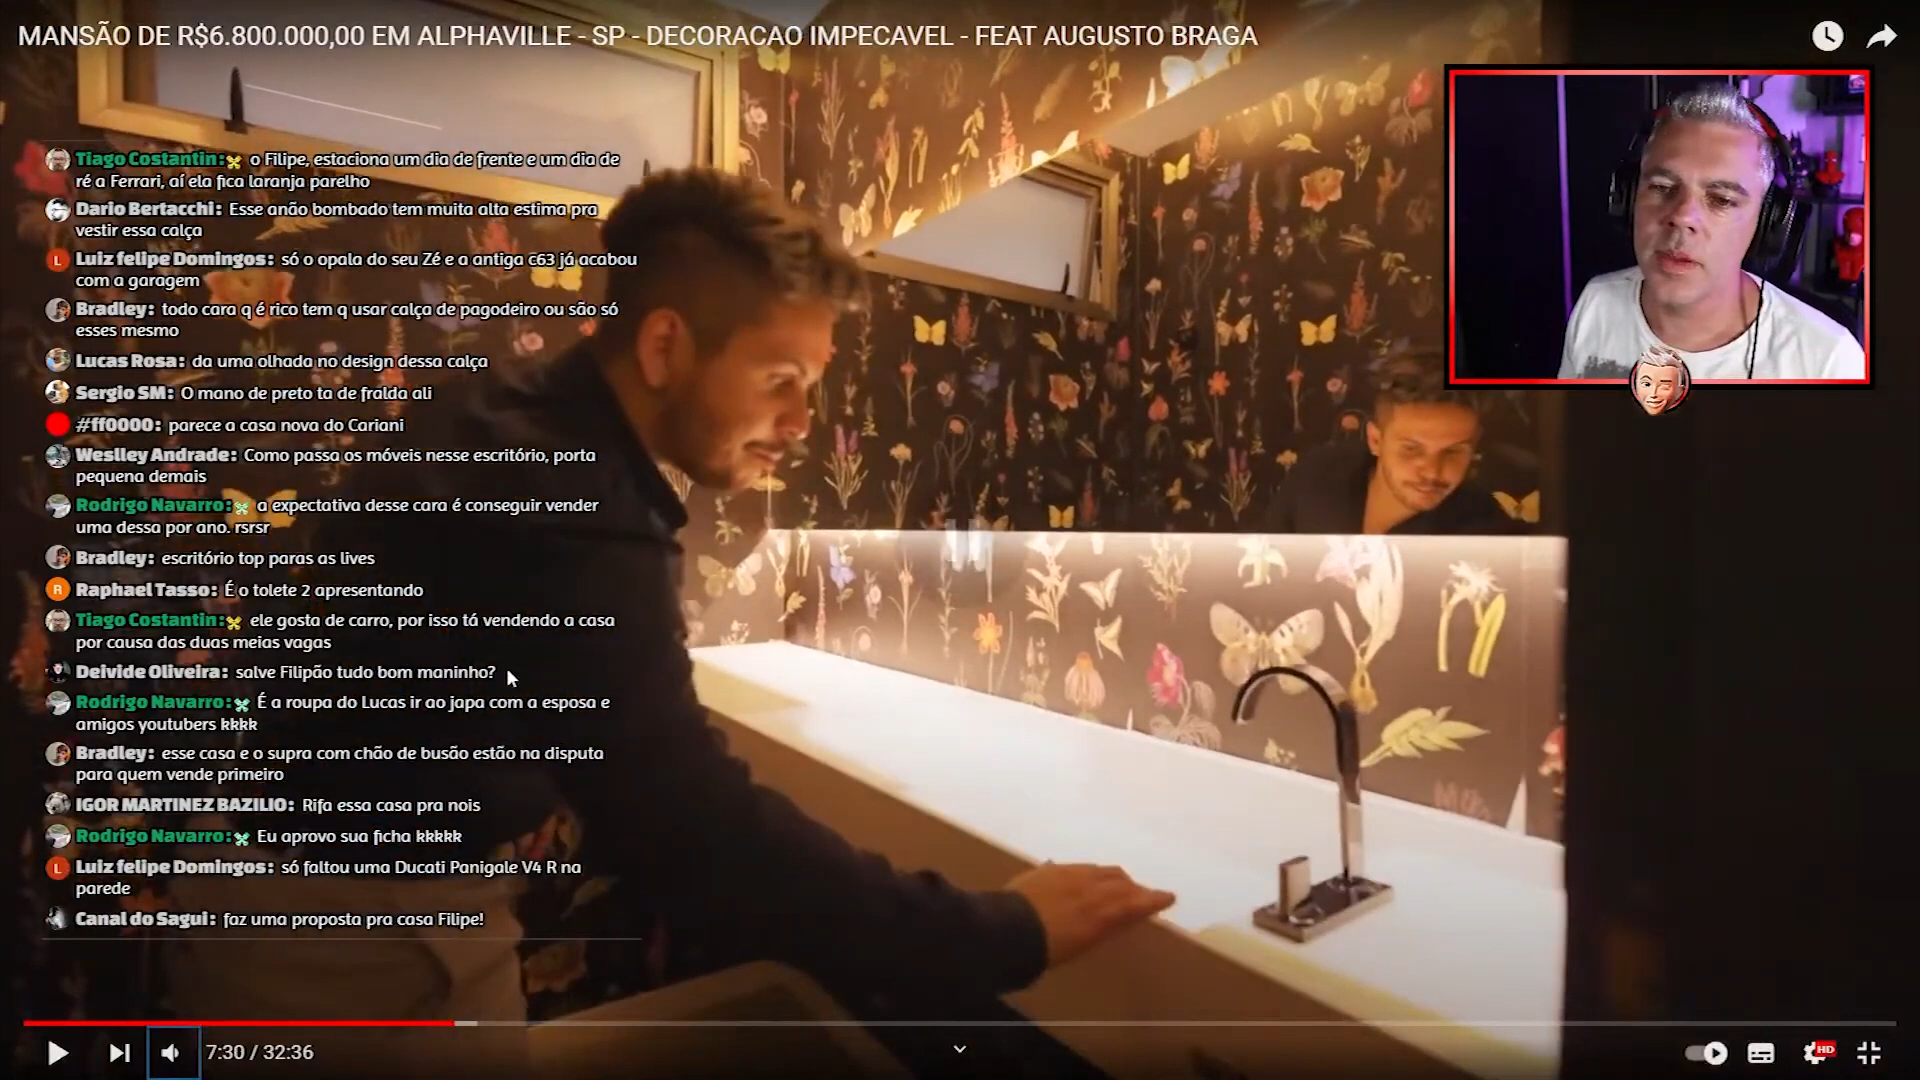 MANSÃO DE R$6.800.000,00 EM ALPHAVILLE - SP - DECORACAO IMPECAVEL - FEAT AUGUSTO BRAGA
Tiago Costantin: o Filipe, estaciona um dia de frente e um dia de
ré a Ferrari, aí ela fica laranja parelho
Dario Bertacchi: Esse anão bombado tem muita alta estima pra
vestir essa calça
L Luiz felipe Domingos: só o opala do seu Zé e a antiga c63 já acabou
com a garagem
Bradley: todo cara q é rico tem q usar calça de pagodeiro ou são só
esses mesmo
Lucas Rosa: da uma olhada no design dessa calça
Sergio SM: O mano de preto ta de fralda ali
#ff0000: parece a casa nova do Cariani
Weslley Andrade: Como passa os móveis nesse escritório, porta
pequena demais
Rodrigo Navarro: a expectativa desse cara é conseguir vender
uma dessa por ano. rsrsr
Bradley: escritório top paras as lives
R Raphael Tasso: É o tolete 2 apresentando
Tiago Costantin: ele gosta de carro, por isso tá vendendo a casa
por causa das duas meias vagas
Deivide Oliveira: salve Filipão tudo bom maninho?
Rodrigo Navarro: É a roupa do Lucas ir ao japa com a esposa e
amigos youtubers kkkk
Bradley: esse casa e o supra com chão de busão estão na disputa
para quem vende primeiro
IGOR MARTINEZ BAZILIO: Rifa essa casa pra nois
Rodrigo Navarro: Eu aprovo sua ficha kkkkk
L Luiz felipe Domingos: só faltou uma Ducati Panigale V4 R na
parede
Canal do Sagui: faz uma proposta pra casa Filipe!
7:30 / 32:36
HD